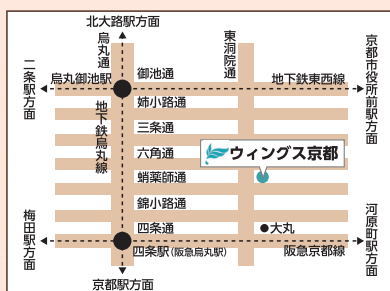 北大路駅方面
烏丸通
東洞院通
京都市役所前駅方面
二条駅方面
烏丸御池駅
御池通
地下鉄東西線
姉小路通
地下鉄烏丸線
三条通
六角通
ウィングス京都
蛸薬師通
錦小路通
梅田駅方面
四条通
大丸
河原町駅方面
四条駅(阪急烏丸駅)
阪急京都線
京都駅方面